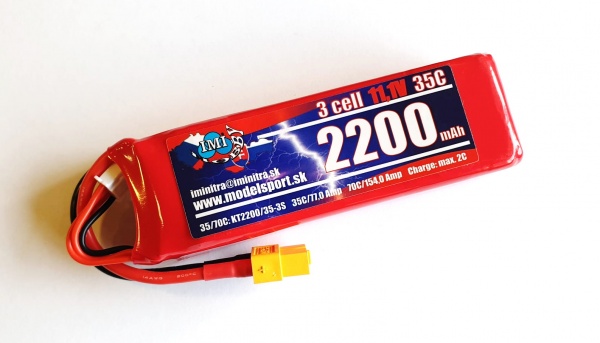 3 cell 11,1V 35C
2200 mAh
IMI
iminitra@iminitra.sk
www.modelsport.sk
35/70C: KT2200/35-3S 35C/77.0 Amp 70C/154.0 Amp Charge: max. 2C